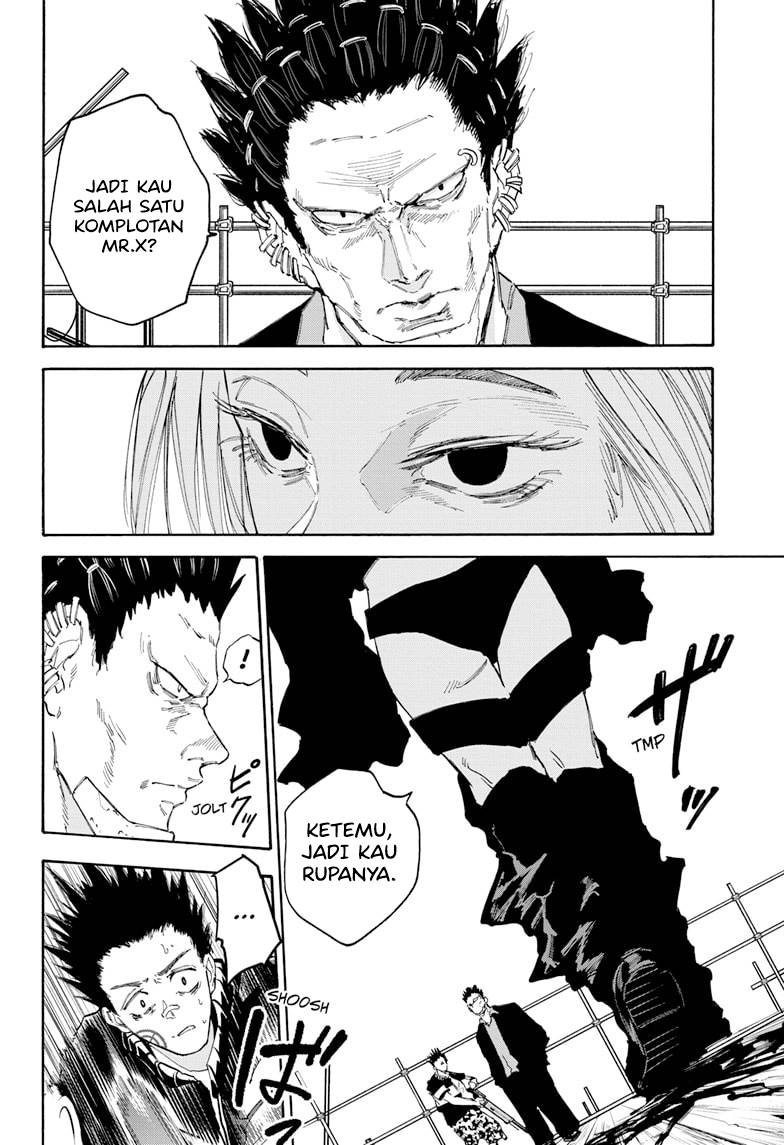 JADI KAU
SALAH SATU
KOMPLOTAN
MR.X?
ザッ
TMP
!
ピクッ
JOLT
KETEMU,
JADI KAU
RUPANYA.
...
SHOOSH
ばっ